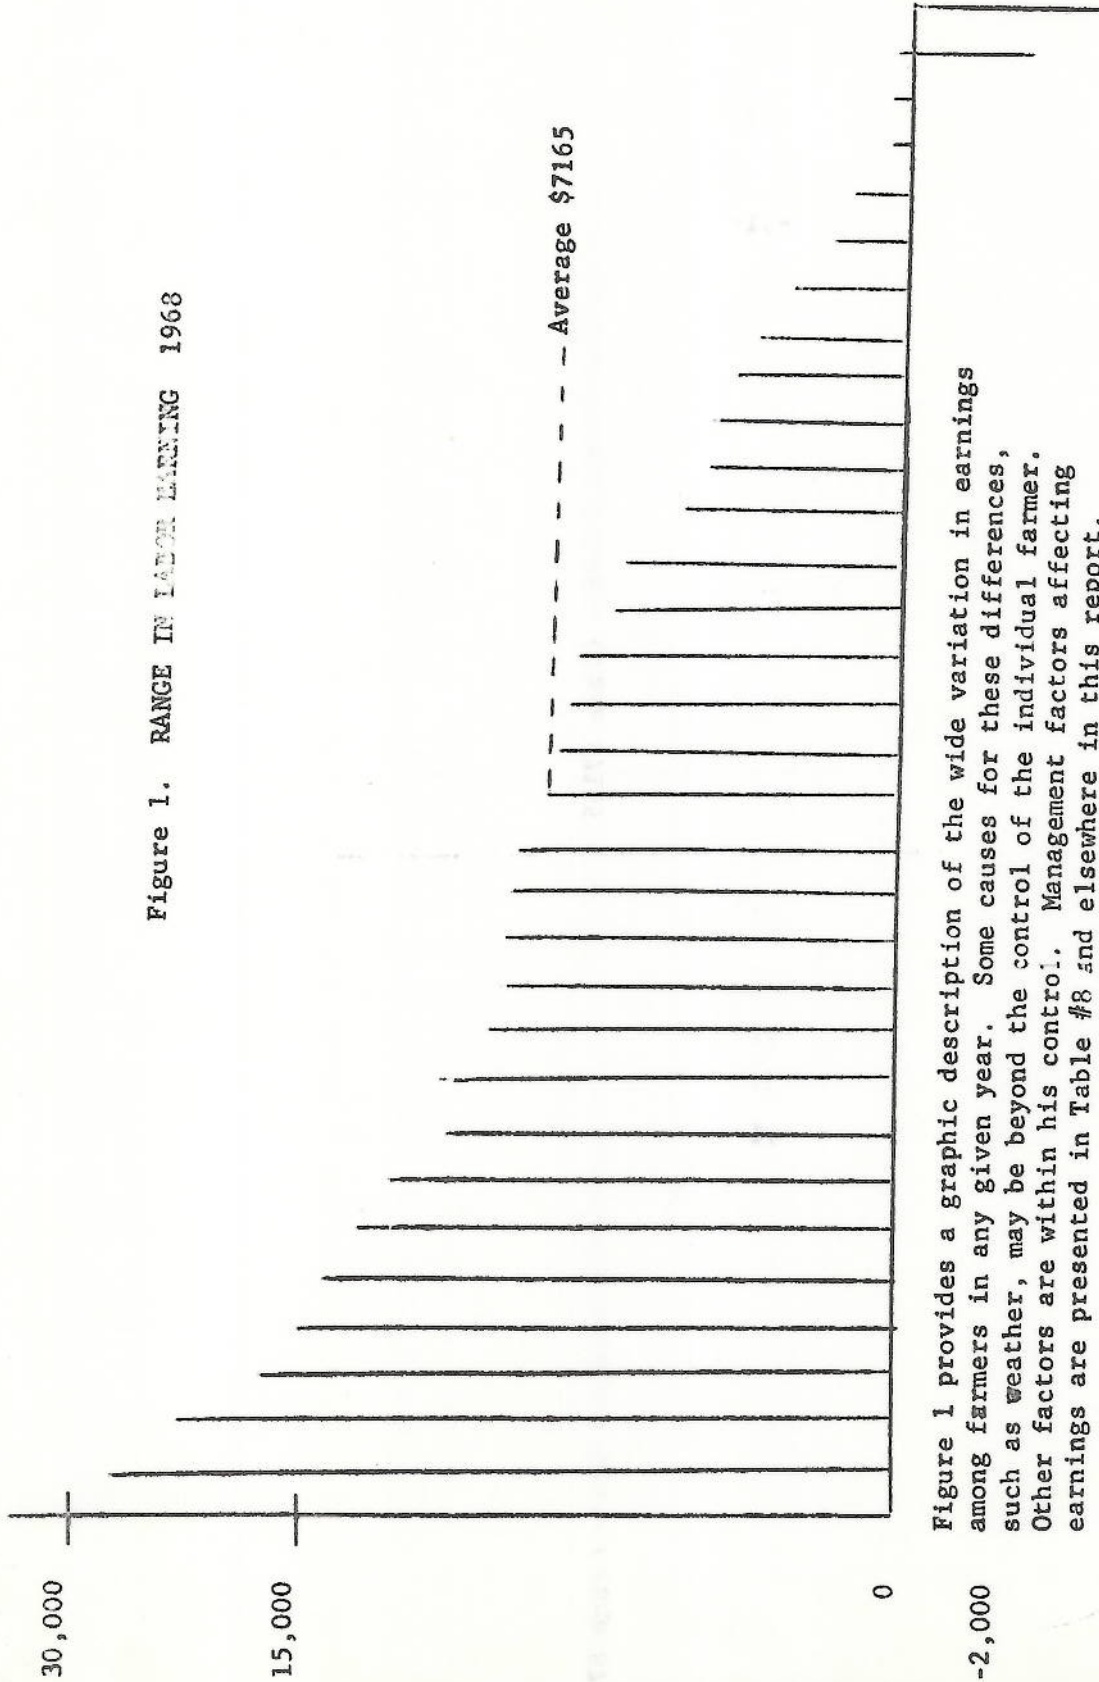 Figure 1. RANGE IN LABOR EARNING 1968
30,000
15,000
Average $7165
0
-2,000
Figure 1 provides a graphic description of the wide variation in earnings
among farmers in any given year. Some causes for these differences,
such as weather, may be beyond the control of the individual farmer.
Other factors are within his control. Management factors affecting
earnings are presented in Table #8 and elsewhere in this report.